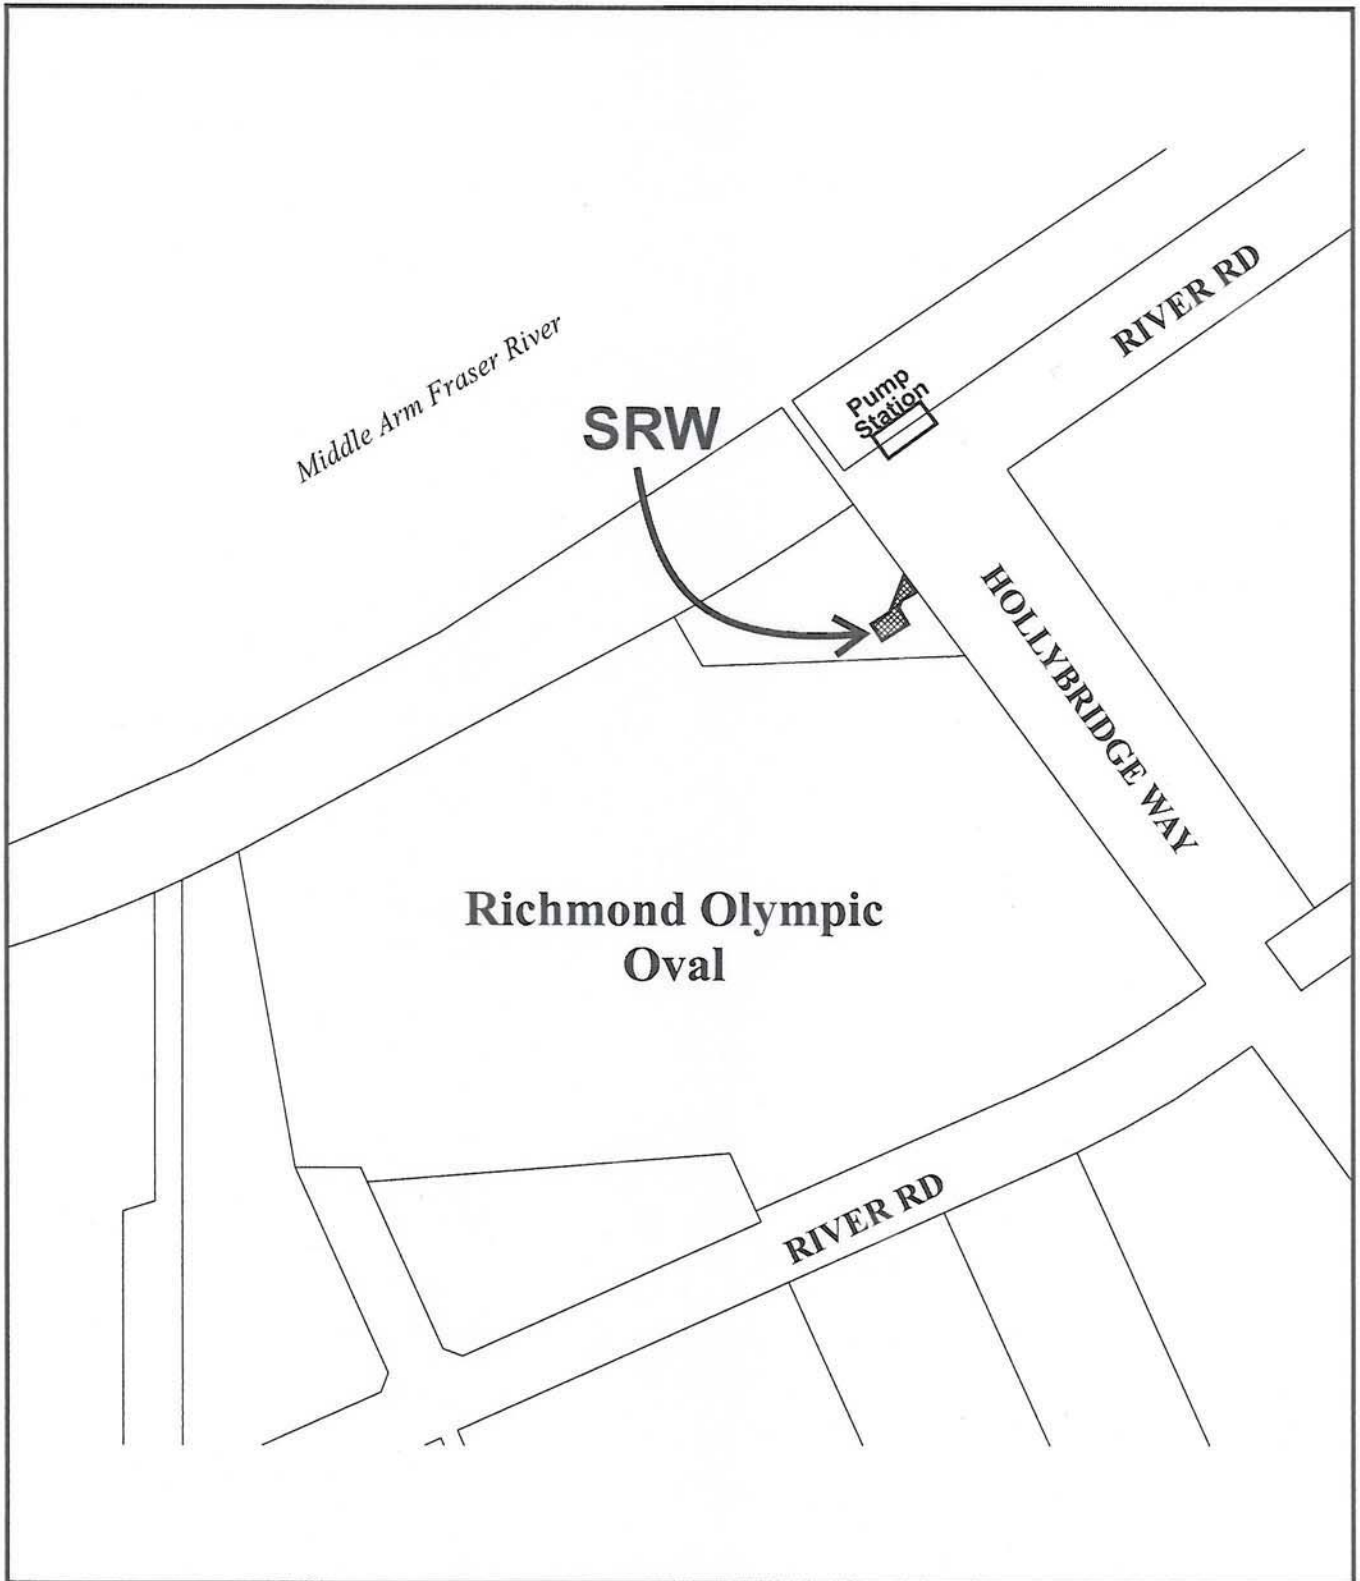 RIVER RD
Middle Arm Fraser River
Pump
Station
SRW
HOLLYBRIDGE WAY
Richmond Olympic
Oval
RIVER RD